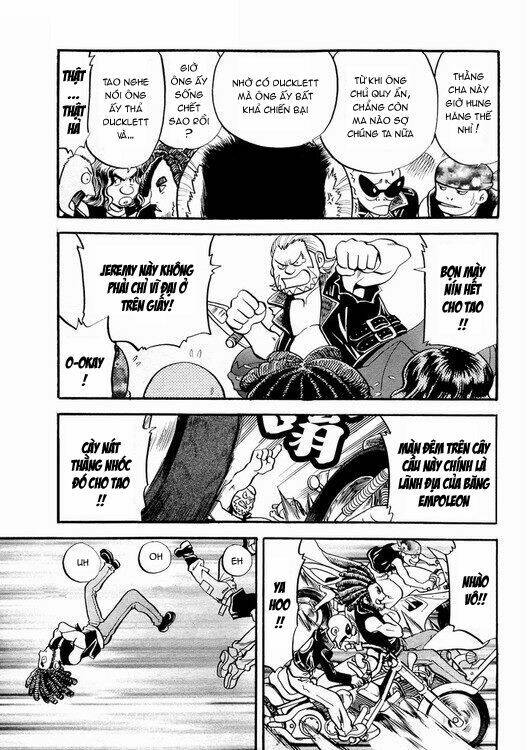 THẰNG
CHA NÀY
GIỜ HUNG
HĂNG THẾ
NHỈ!
TỪ KHI ÔNG
CHỦ QUY ẨN,
CHẲNG CÒN
MA NÀO SỢ
CHÚNG TA NỮA
NHỜ CÓ DUCKLETT
MÀ ÔNG ẤY BẤT
KHẢ CHIẾN BẠI
GIỜ
ÔNG ẤY
SỐNG
CHẾT
SAO RỒI?
TAO NGHE
NÓI ÔNG
ẤY THẢ
DUCKLETT
VÀ...
THẬT
...
THẬT
HẢ
BỌN MÀY
NÍN HẾT
CHO TAO
!!
JEREMY NÀY KHÔNG
PHẢI CHỈ VĨ ĐẠI Ở
TRÊN GIẤY!
O-OKAY
!
MÀN ĐÊM TRÊN CÂY
CẦU NÀY CHÍNH LÀ
LÃNH ĐỊA CỦA BĂNG
EMPOLEON
CÀY NÁT
THẰNG NHÓC
ĐÓ CHO TAO
!!
NHÀO
VÔ!!
YA
HOO
!!
EH
OH
UH